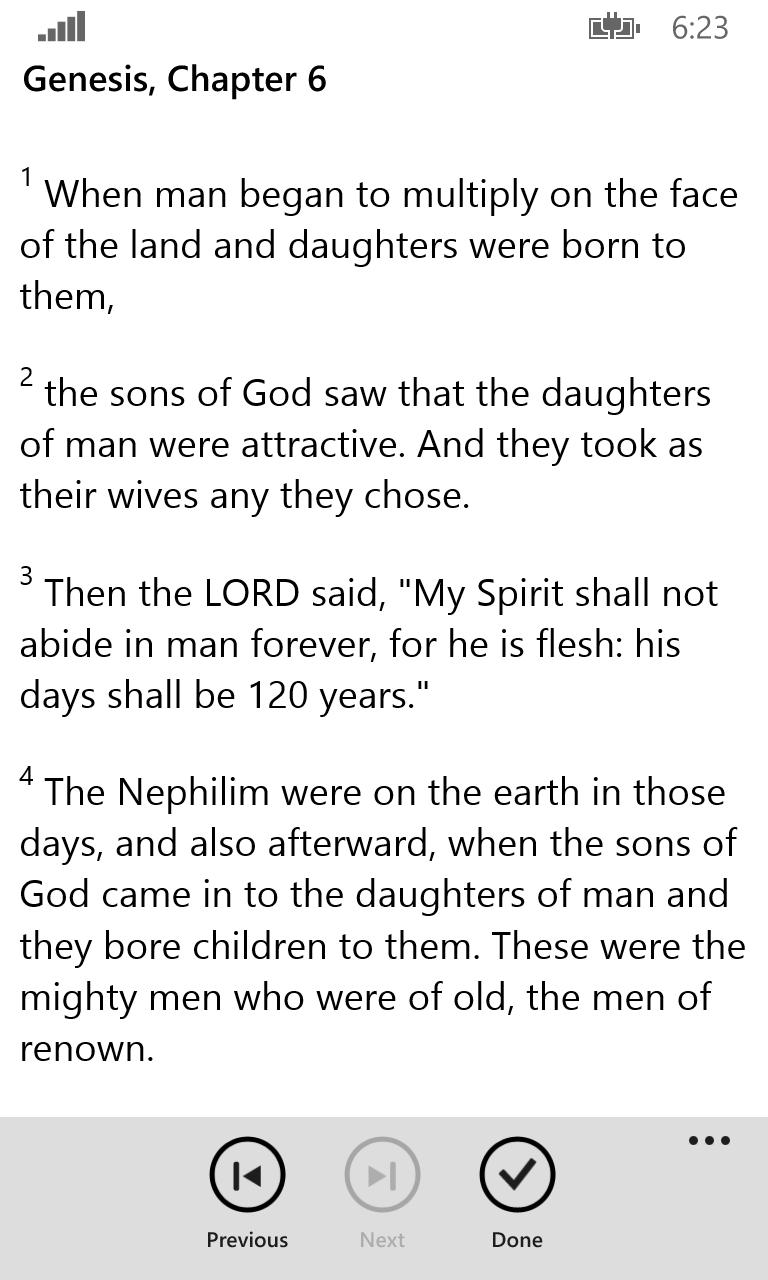 6:23
Genesis, Chapter 6
1 When man began to multiply on the face
of the land and daughters were born to
them,
2 the sons of God saw that the daughters
of man were attractive. And they took as
their wives any they chose.
3 Then the LORD said, "My Spirit shall not
abide in man forever, for he is flesh: his
days shall be 120 years."
4 The Nephilim were on the earth in those
days, and also afterward, when the sons of
God came in to the daughters of man and
they bore children to them. These were the
mighty men who were of old, the men of
renown.
Previous Next Done